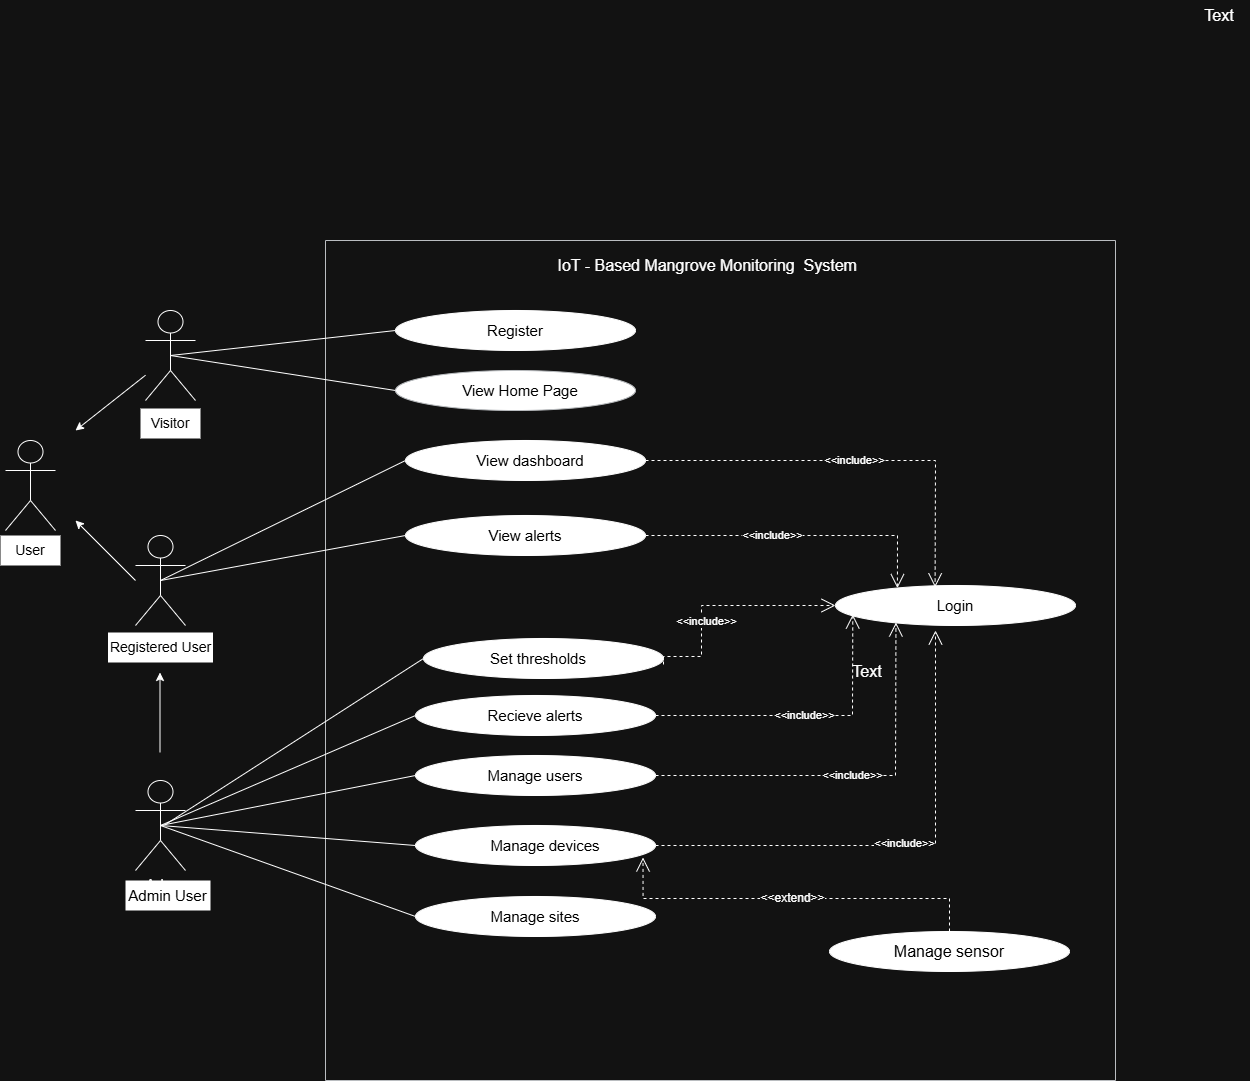 Text
IoT - Based Mangrove Monitoring  System
Register
View Home Page
Visitor
View dashboard
<<include>>
View alerts
<<include>>
User
Login
<<include>>
Registered User
Set thresholds
Text
Recieve alerts
<<include>>
Manage users
<<include>>
Manage devices
<<include>>
Admin User
<<extend>>
Manage sites
Manage sensor